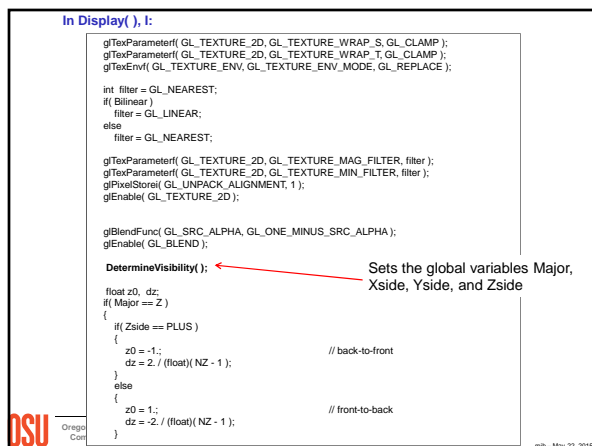 In Display( ), I:
glTexParameterf( GL_TEXTURE_2D, GL_TEXTURE_WRAP_S, GL_CLAMP );
glTexParameterf( GL_TEXTURE_2D, GL_TEXTURE_WRAP_T, GL_CLAMP );
glTexEnvf( GL_TEXTURE_ENV, GL_TEXTURE_ENV_MODE, GL_REPLACE );
int filter = GL_NEAREST;
if( Bilinear )
filter = GL_LINEAR;
else
filter = GL_NEAREST;
glTexParameterf( GL_TEXTURE_2D, GL_TEXTURE_MAG_FILTER, filter );
glTexParameterf( GL_TEXTURE_2D, GL_TEXTURE_MIN_FILTER, filter );
glPixelStorei( GL_UNPACK_ALIGNMENT, 1 );
glEnable( GL_TEXTURE_2D );
glBlendFunc( GL_SRC_ALPHA, GL_ONE_MINUS_SRC_ALPHA );
glEnable( GL_BLEND );
DetermineVisibility( );
Sets the global variables Major,
Xside, Yside, and Zside
float z0, dz;
if( Major == Z )
{
if( Zside == PLUS )
{
z0 = -1.; // back-to-front
dz = 2. / (float)( NZ - 1 );
}
else
{
z0 = 1.; // front-to-back
dz = -2. / (float)( NZ - 1 );
}
OSU
Orego
Com